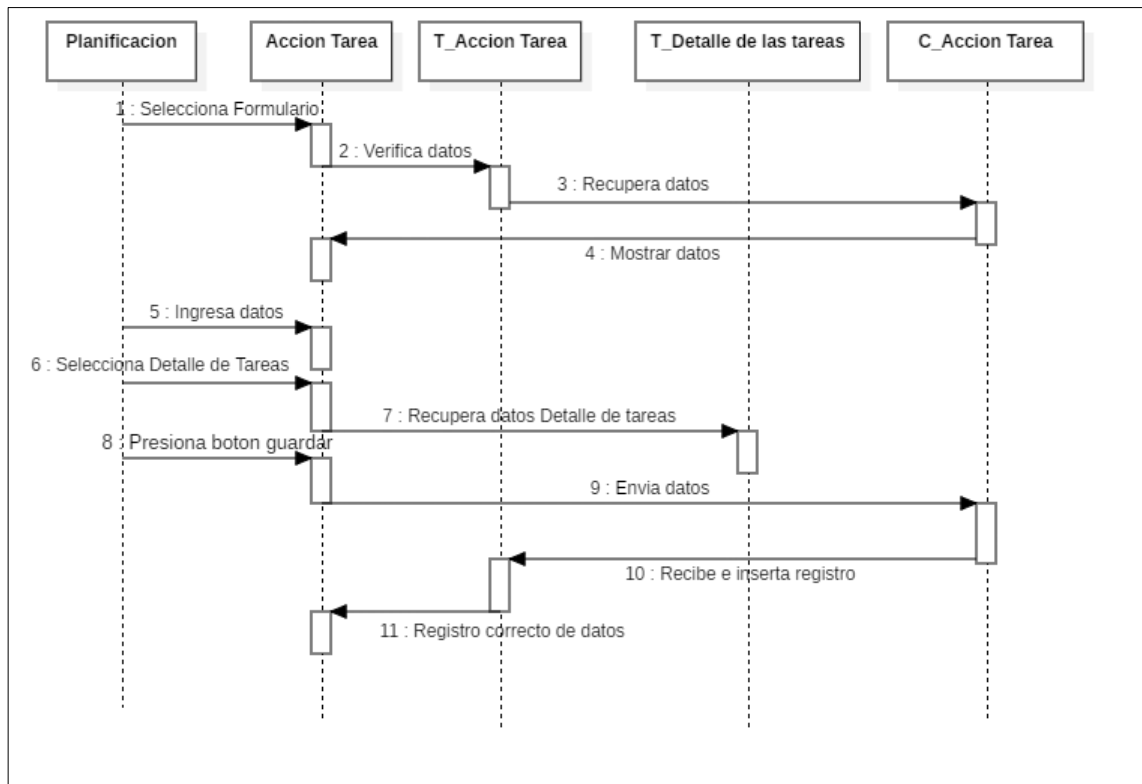 Planificacion
Accion Tarea
T_Accion Tarea
T_Detalle de las tareas
C_Accion Tarea
1 : Selecciona Formulario
2 : Verifica datos
3 : Recupera datos
4 : Mostrar datos
5 : Ingresa datos
6 : Selecciona Detalle de Tareas
7 : Recupera datos Detalle de tareas
8 : Presiona boton guardar
9 : Envia datos
10 : Recibe e inserta registro
11 : Registro correcto de datos